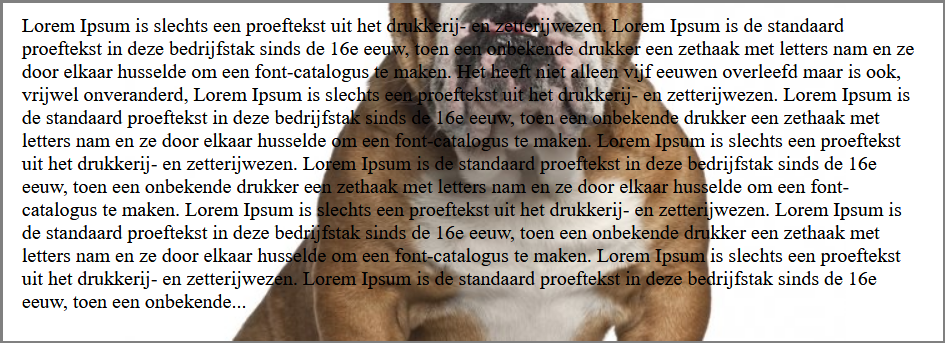 Lorem Ipsum is slechts een proeftekst uit het drukkerij- en zetterijwezen. Lorem Ipsum is de standaard
proeftekst in deze bedrijfstak sinds de 16e eeuw, toen een onbekende drukker een zethaak met letters nam en ze
door elkaar husselde om een font-catalogus te maken. Het heeft niet alleen vijf eeuwen overleefd maar is ook,
vrijwel onveranderd, Lorem Ipsum is slechts een proeftekst uit het drukkerij- en zetterijwezen. Lorem Ipsum is
de standaard proeftekst in deze bedrijfstak sinds de 16e eeuw, toen een onbekende drukker een zethaak met
letters nam en ze door elkaar husselde om een font-catalogus te maken. Lorem Ipsum is slechts een proeftekst
uit het drukkerij- en zetterijwezen. Lorem Ipsum is de standaard proeftekst in deze bedrijfstak sinds de 16e
eeuw, toen een onbekende drukker een zethaak met letters nam en ze door elkaar husselde om een font-
catalogus te maken. Lorem Ipsum is slechts een proeftekst uit het drukkerij- en zetterijwezen. Lorem Ipsum is
de standaard proeftekst in deze bedrijfstak sinds de 16e eeuw, toen een onbekende drukker een zethaak met
letters nam en ze door elkaar husselde om een font-catalogus te maken. Lorem Ipsum is slechts een proeftekst
uit het drukkerij- en zetterijwezen. Lorem Ipsum is de standaard proeftekst in deze bedrijfstak sinds de 16e
eeuw, toen een onbekende...